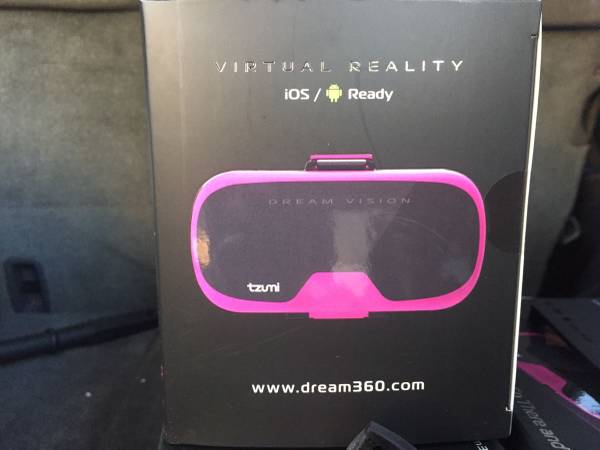 VIRTUAL REALITY
iOS / Ready
DREAM VISION
tzumi
www.dream360.com